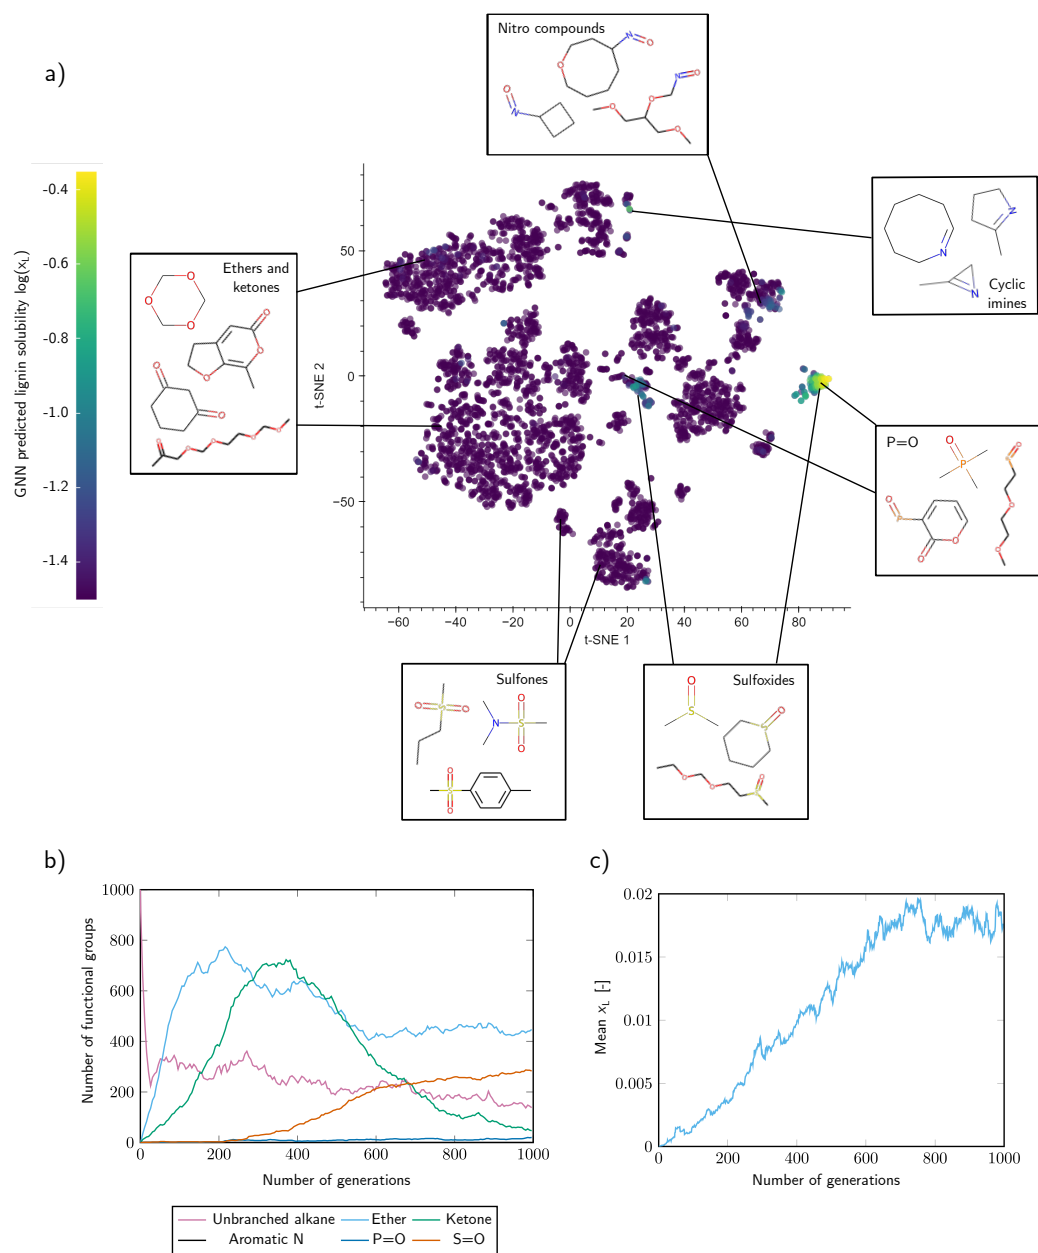 a)
Nitro compounds
N
O
O
O
N
N
O
O
O
O
GNN predicted lignin solubility log(x_L)
-0.4
-0.6
-0.8
-1.0
-1.2
-1.4
Ethers and
ketones
O
O
O
O
O
O
O
O
O
O
O
O
O
N
N
N
Cyclic
imines
t-SNE 2
50
0
−50
−60
−40
−20
0
20
40
60
80
t-SNE 1
P=O
O
P
O
P
O
O
O
P
O
O
Sulfones
O
S
O
O
N
S
O
O
S
O
Sulfoxides
O
S
S
O
O
O
O
S
b)
Number of functional groups
1000
800
600
400
200
0
0
200
400
600
800
1000
Number of generations
Unbranched alkane
Ether
Ketone
Aromatic N
P=O
S=O
c)
Mean x_L [-]
0.02
0.015
0.01
0.005
0
0
200
400
600
800
1000
Number of generations